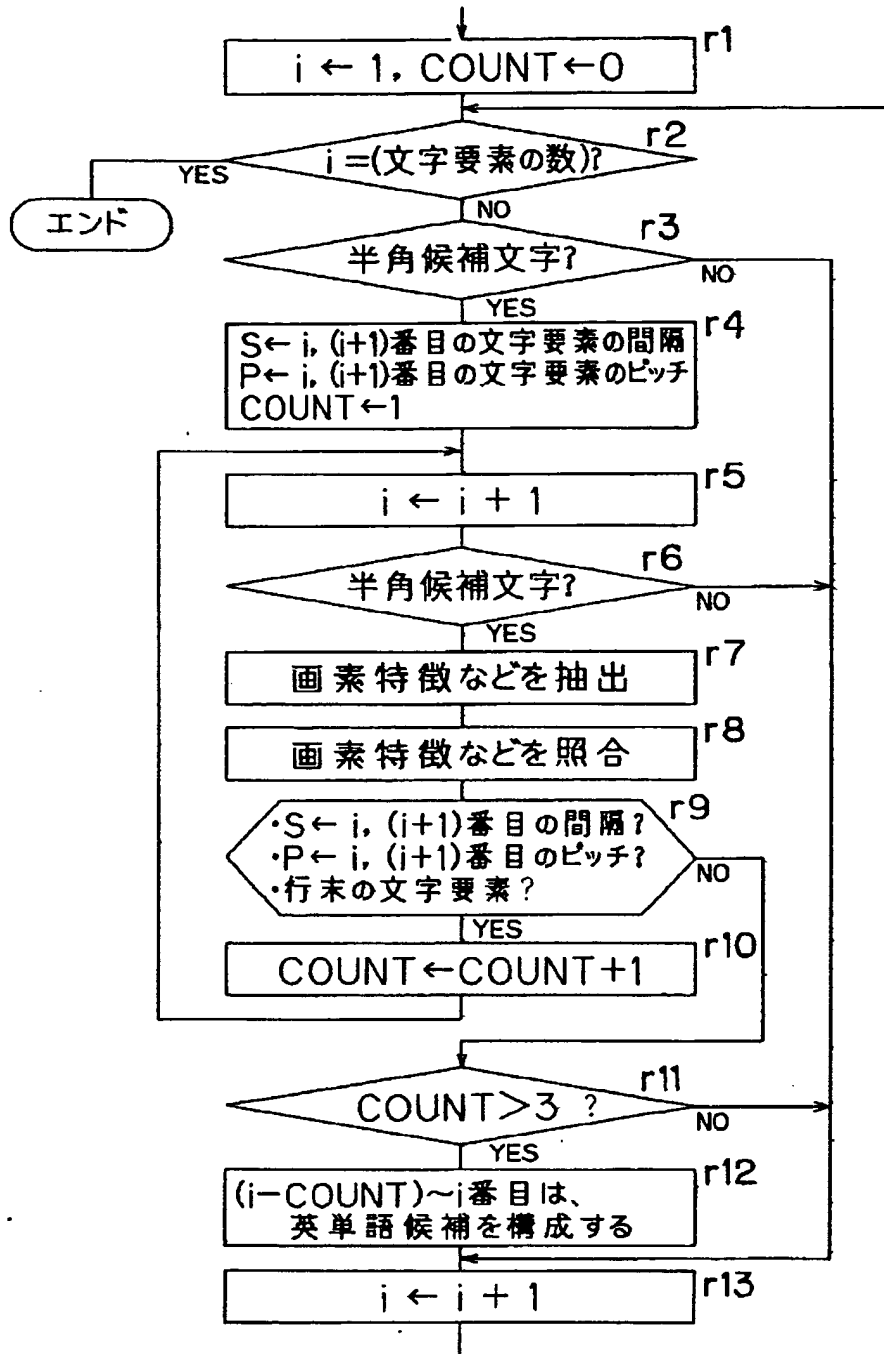 r1
i ← 1, COUNT←0
r2
i=(文字要素の数)?
YES
エンド
NO
r3
半角候補文字?
NO
YES
r4
S← i, (i+1)番目の文字要素の間隔
P← i, (i+1)番目の文字要素のピッチ
COUNT←1
r5
i ← i + 1
r6
半角候補文字?
NO
YES
r7
画素特徴などを抽出
r8
画素特徴などを照合
r9
・S← i, (i+1)番目の間隔?
・P← i, (i+1)番目のピッチ?
・行末の文字要素?
NO
YES
r10
COUNT←COUNT+1
r11
COUNT>3 ?
NO
YES
r12
(i−COUNT)~i番目は、
英単語候補を構成する
r13
i ← i + 1